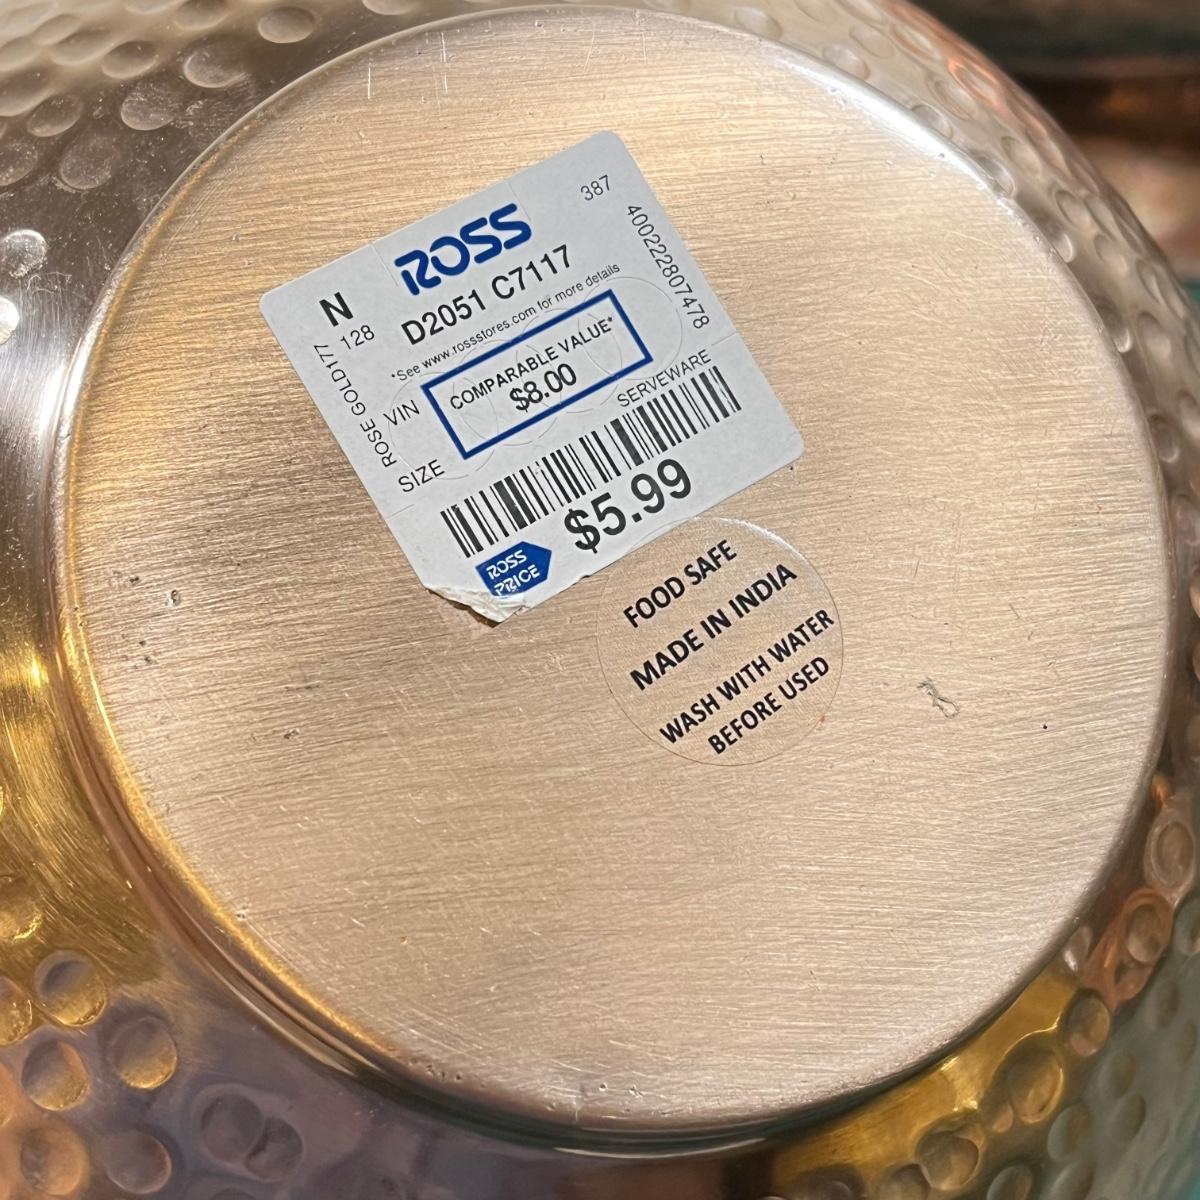 ROSS
387
N
D2051 C7117
400222807478
128
*See www.rossstores.com for more details
ROSE GOLD177
VIN
COMPARABLE VALUE*
$8.00
SIZE
SERVEWARE
$5.99
ROSS
PRICE
FOOD SAFE
MADE IN INDIA
WASH WITH WATER
BEFORE USED